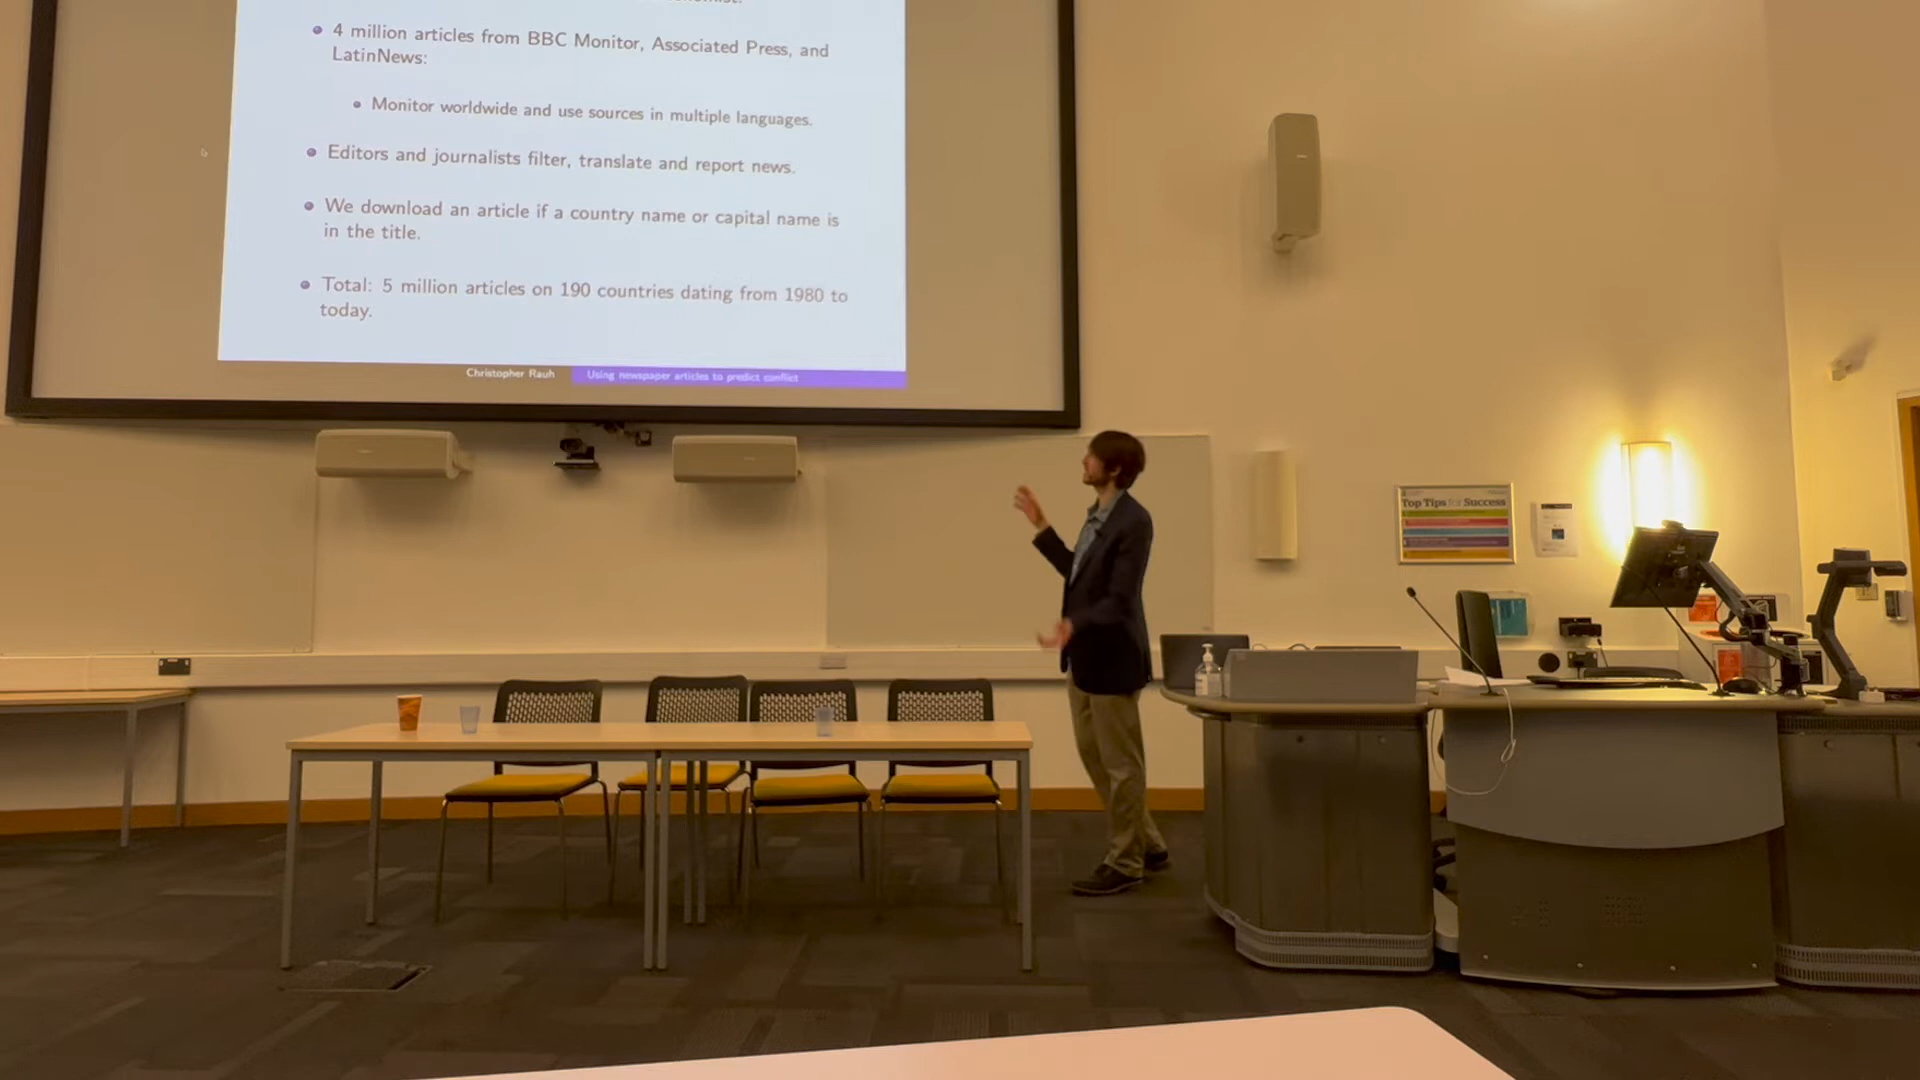 4 million articles from BBC Monitor, Associated Press, and
LatinNews:
Monitor worldwide and use sources in multiple languages.
Editors and journalists filter, translate and report news.
We download an article if a country name or capital name is
in the title.
Total: 5 million articles on 190 countries dating from 1980 to
today.
Christopher Rauh
Using newspaper articles to predict conflict
Top Tips for Success